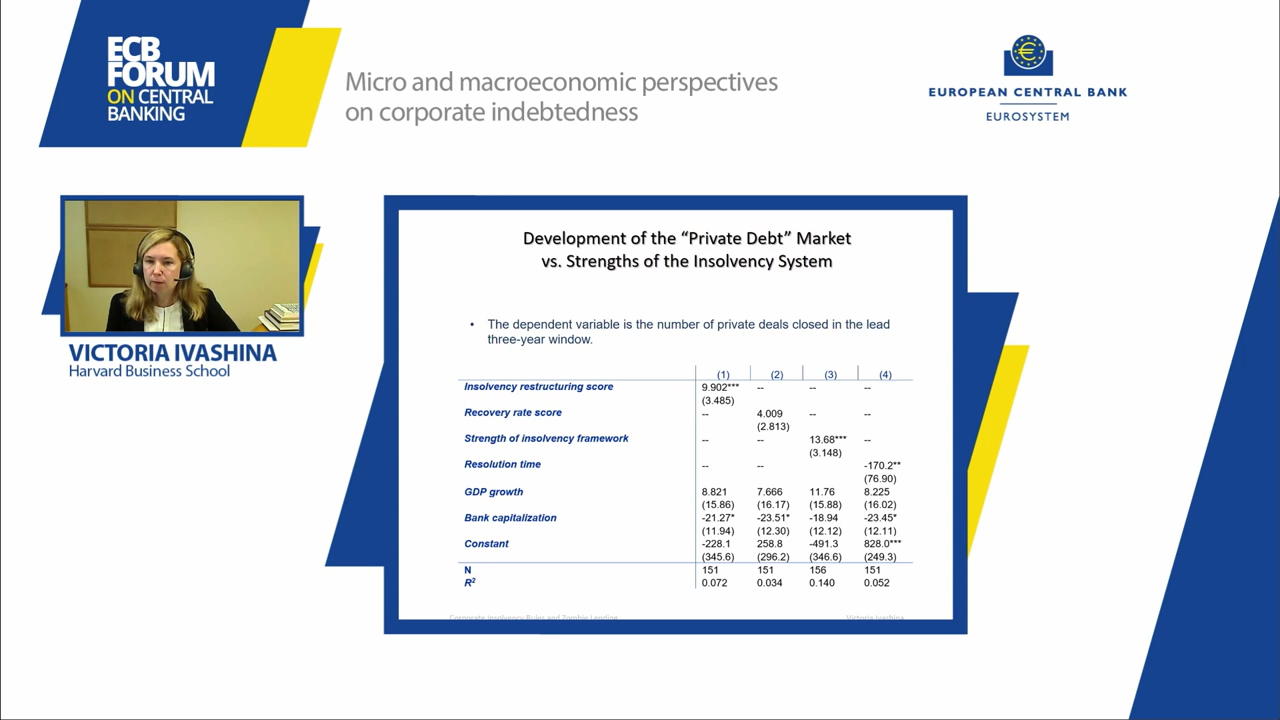 ECB
FORUM
ON CENTRAL
BANKING
Micro and macroeconomic perspectives
on corporate indebtedness
EUROPEAN CENTRAL BANK
EUROSYSTEM
VICTORIA IVASHINA
Harvard Business School
Development of the “Private Debt” Market
vs. Strengths of the Insolvency System
• The dependent variable is the number of private deals closed in the lead
three-year window.
(1) (2) (3) (4)
Insolvency restructuring score 9.902*** -- -- --
(3.485)
Recovery rate score -- 4.009 -- --
(2.813)
Strength of insolvency framework -- -- 13.68*** --
(3.148)
Resolution time -- -- -170.2**
(76.90)
GDP growth 8.821 7.666 11.76 8.225
(15.86) (16.17) (15.88) (16.02)
Bank capitalization -21.27* -23.51* -18.94 -23.45*
(11.94) (12.30) (12.12) (12.11)
Constant -228.1 258.8 -491.3 828.0***
(345.6) (296.2) (346.6) (249.3)
N 151 151 156 151
R² 0.072 0.034 0.140 0.052
Corporate Insolvency Rules and Zombie Lending Victoria Ivashina